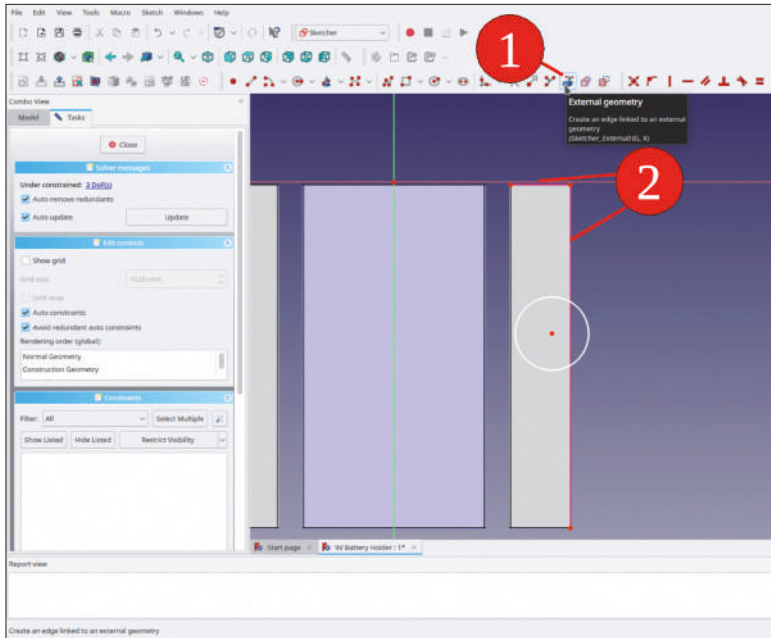 File Edit View Tools Macro Sketch Windows Help
Sketcher
1
External geometry
Create an edge linked to an external
geometry
(Sketcher_External) (G, X)
Combo View
Model Tasks
Close
Solver messages
Under constrained: 3 DoF(s)
Auto remove redundants
Auto update Update
Edit controls
Show grid
Grid size: 10,00 mm
Grid snap
Auto constraints
Avoid redundant auto constraints
Rendering order (global):
Normal Geometry
Construction Geometry
Constraints
Filter: All Select Multiple
Show Listed Hide Listed Restrict Visibility
2
Start page 9V Battery Holder : 1*
Report view
Create an edge linked to an external geometry